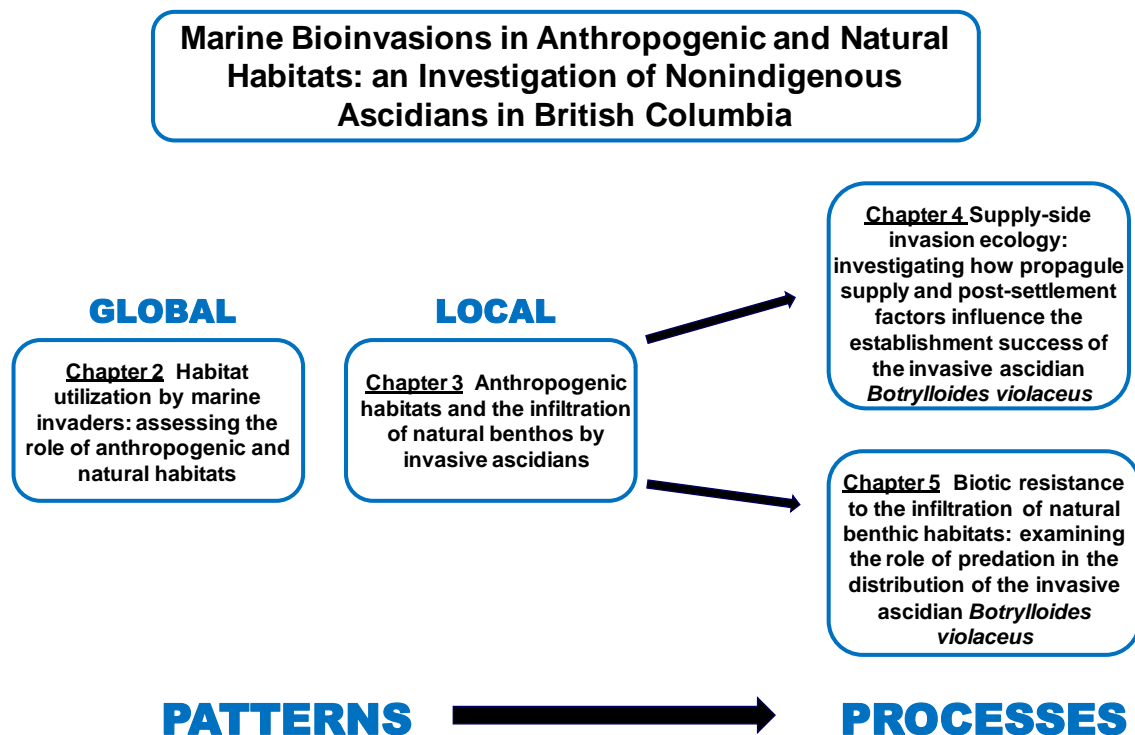 Marine Bioinvasions in Anthropogenic and Natural
Habitats: an Investigation of Nonindigenous
Ascidians in British Columbia
GLOBAL
Chapter 2 Habitat
utilization by marine
invaders: assessing the
role of anthropogenic and
natural habitats
LOCAL
Chapter 3 Anthropogenic
habitats and the infiltration
of natural benthos by
invasive ascidians
Chapter 4 Supply-side
invasion ecology:
investigating how propagule
supply and post-settlement
factors influence the
establishment success of
the invasive ascidian
Botrylloides violaceus
Chapter 5 Biotic resistance
to the infiltration of natural
benthic habitats: examining
the role of predation in the
distribution of the invasive
ascidian Botrylloides
violaceus
PATTERNS
PROCESSES